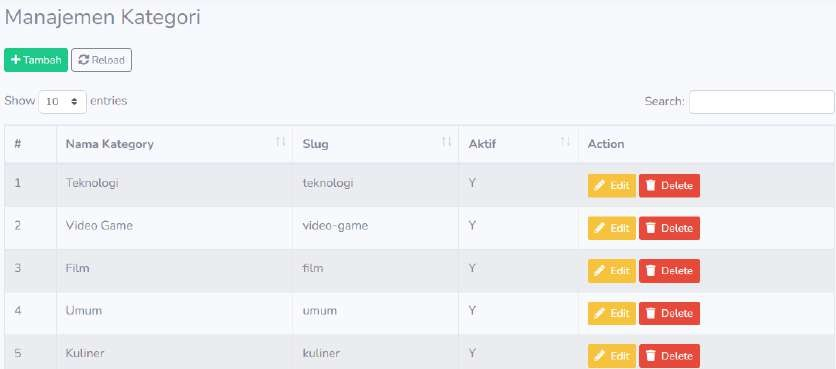 Manajemen Kategori
Tambah Reload
Show 10 entries Search:
# Nama Kategory Slug Aktif Action
1 Teknologi teknologi Y Edit Delete
2 Video Game video-game Y Edit Delete
3 Film film Y Edit Delete
4 Umum umum Y Edit Delete
5 Kuliner kuliner Y Edit Delete